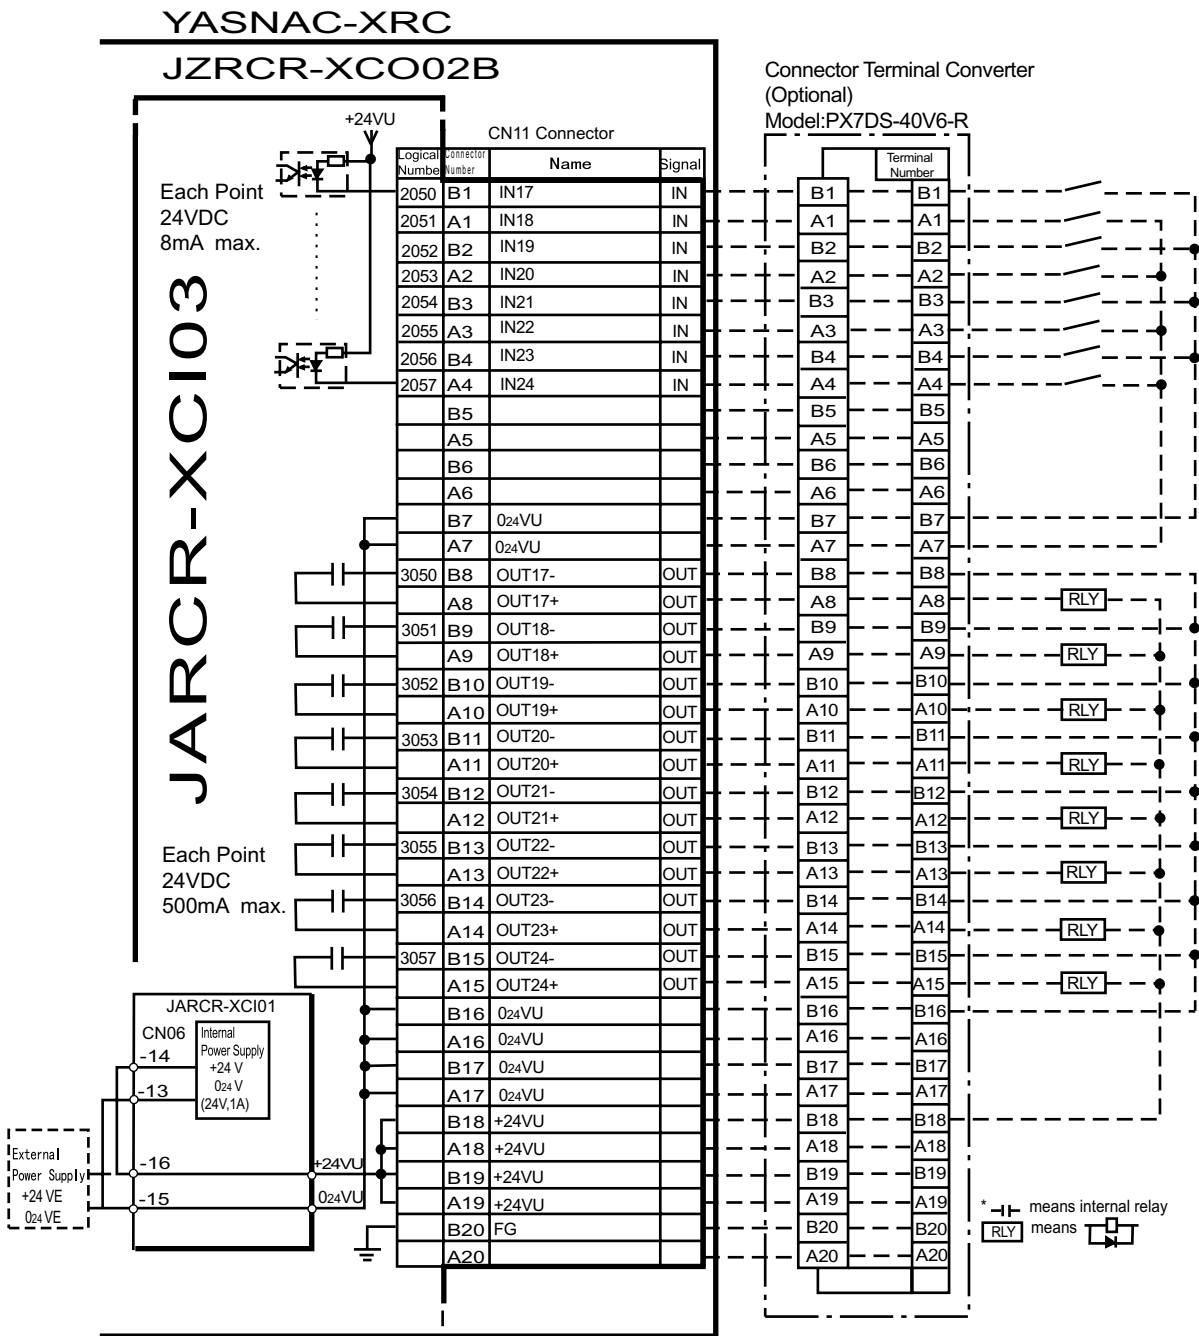 YASNAC-XRC
JZRCR-XCO02B
JARCR-XCI03
Connector Terminal Converter
(Optional)
Model:PX7DS-40V6-R
+24VU
CN11 Connector
Each Point
24VDC
8mA max.
Logical Number Connector Number Name Signal
Terminal Number
2050 B1 IN17 IN B1 B1
2051 A1 IN18 IN A1 A1
2052 B2 IN19 IN B2 B2
2053 A2 IN20 IN A2 A2
2054 B3 IN21 IN B3 B3
2055 A3 IN22 IN A3 A3
2056 B4 IN23 IN B4 B4
2057 A4 IN24 IN A4 A4
B5 B5 B5
A5 A5 A5
B6 B6 B6
A6 A6 A6
B7 024VU B7 B7
A7 024VU A7 A7
3050 B8 OUT17- OUT B8 B8
A8 OUT17+ OUT A8 A8 RLY
3051 B9 OUT18- OUT B9 B9
A9 OUT18+ OUT A9 A9 RLY
3052 B10 OUT19- OUT B10 B10
A10 OUT19+ OUT A10 A10 RLY
3053 B11 OUT20- OUT B11 B11
A11 OUT20+ OUT A11 A11 RLY
3054 B12 OUT21- OUT B12 B12
A12 OUT21+ OUT A12 A12 RLY
3055 B13 OUT22- OUT B13 B13
A13 OUT22+ OUT A13 A13 RLY
3056 B14 OUT23- OUT B14 B14
A14 OUT23+ OUT A14 A14 RLY
3057 B15 OUT24- OUT B15 B15
A15 OUT24+ OUT A15 A15 RLY
B16 024VU B16 B16
A16 024VU A16 A16
B17 024VU B17 B17
A17 024VU A17 A17
B18 +24VU B18 B18
A18 +24VU A18 A18
B19 +24VU B19 B19
A19 +24VU A19 A19
B20 FG B20 B20
A20 A20 A20
Each Point
24VDC
500mA max.
JARCR-XCI01
CN06
-14
-13
-16
-15
Internal
Power Supply
+24 V
024 V
(24V,1A)
+24VU
024VU
External
Power Supply
+24 VE
024 VE
* means internal relay
RLY means